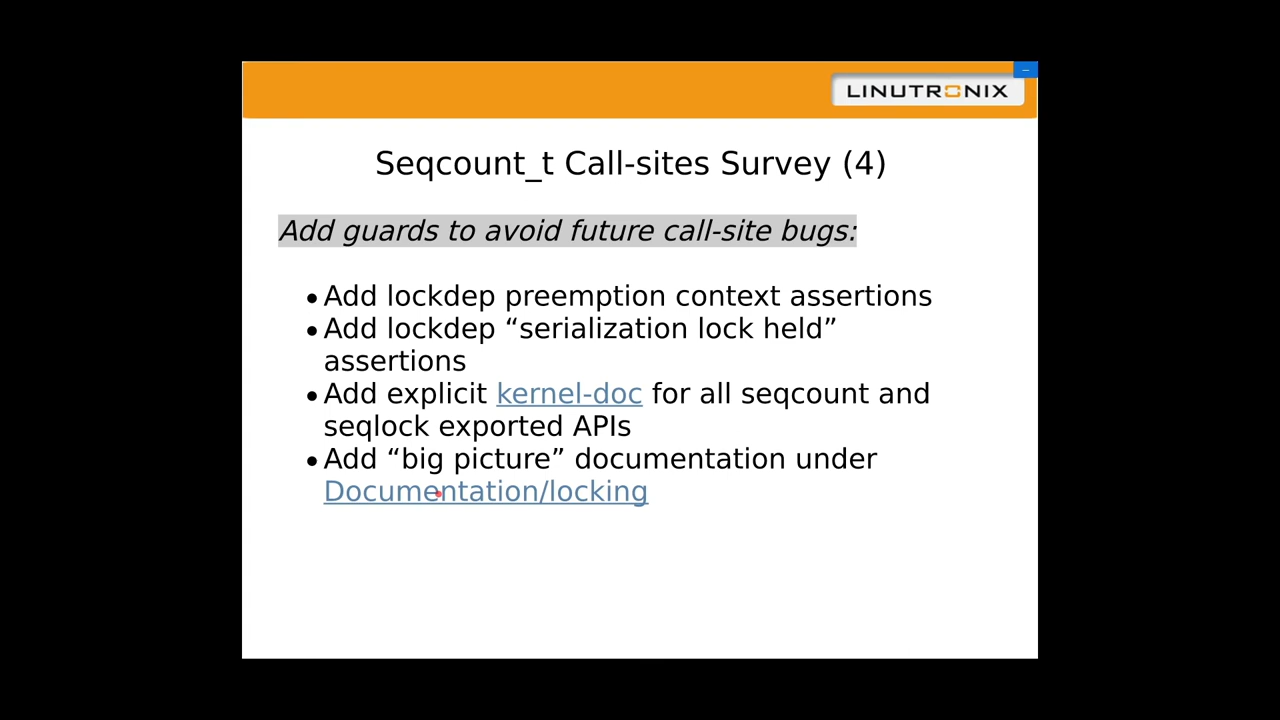 LINUTRONIX
Seqcount_t Call-sites Survey (4)
Add guards to avoid future call-site bugs:
•Add lockdep preemption context assertions
•Add lockdep “serialization lock held”
assertions
•Add explicit kernel-doc for all seqcount and
seqlock exported APIs
•Add “big picture” documentation under
Documentation/locking